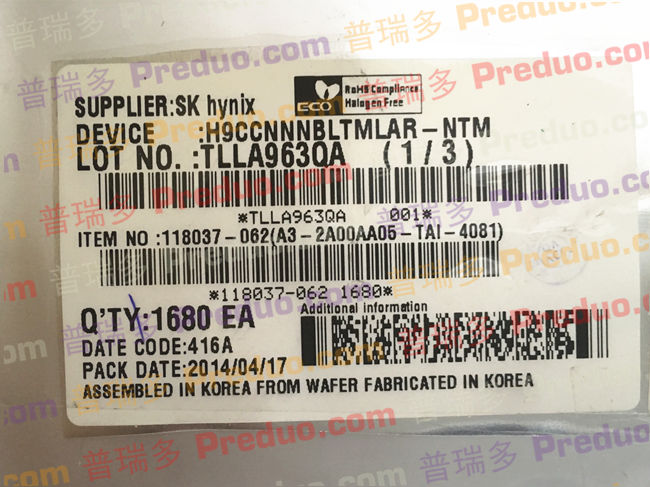 RoHS Compliance
Halogen Free
ECO
SUPPLIER:SK hynix
DEVICE :H9CCNNNBLTMLAR-NTM
LOT NO. :TLLA963QA (1/3)
*TLLA963QA 001*
ITEM NO :118037-062(A3-2A00AA05-TAI-4081)
*118037-062 1680*
Q'TY:1680 EA
Additional information
DATE CODE:416A
PACK DATE:2014/04/17
ASSEMBLED IN KOREA FROM WAFER FABRICATED IN KOREA
普瑞多 Preduo.com